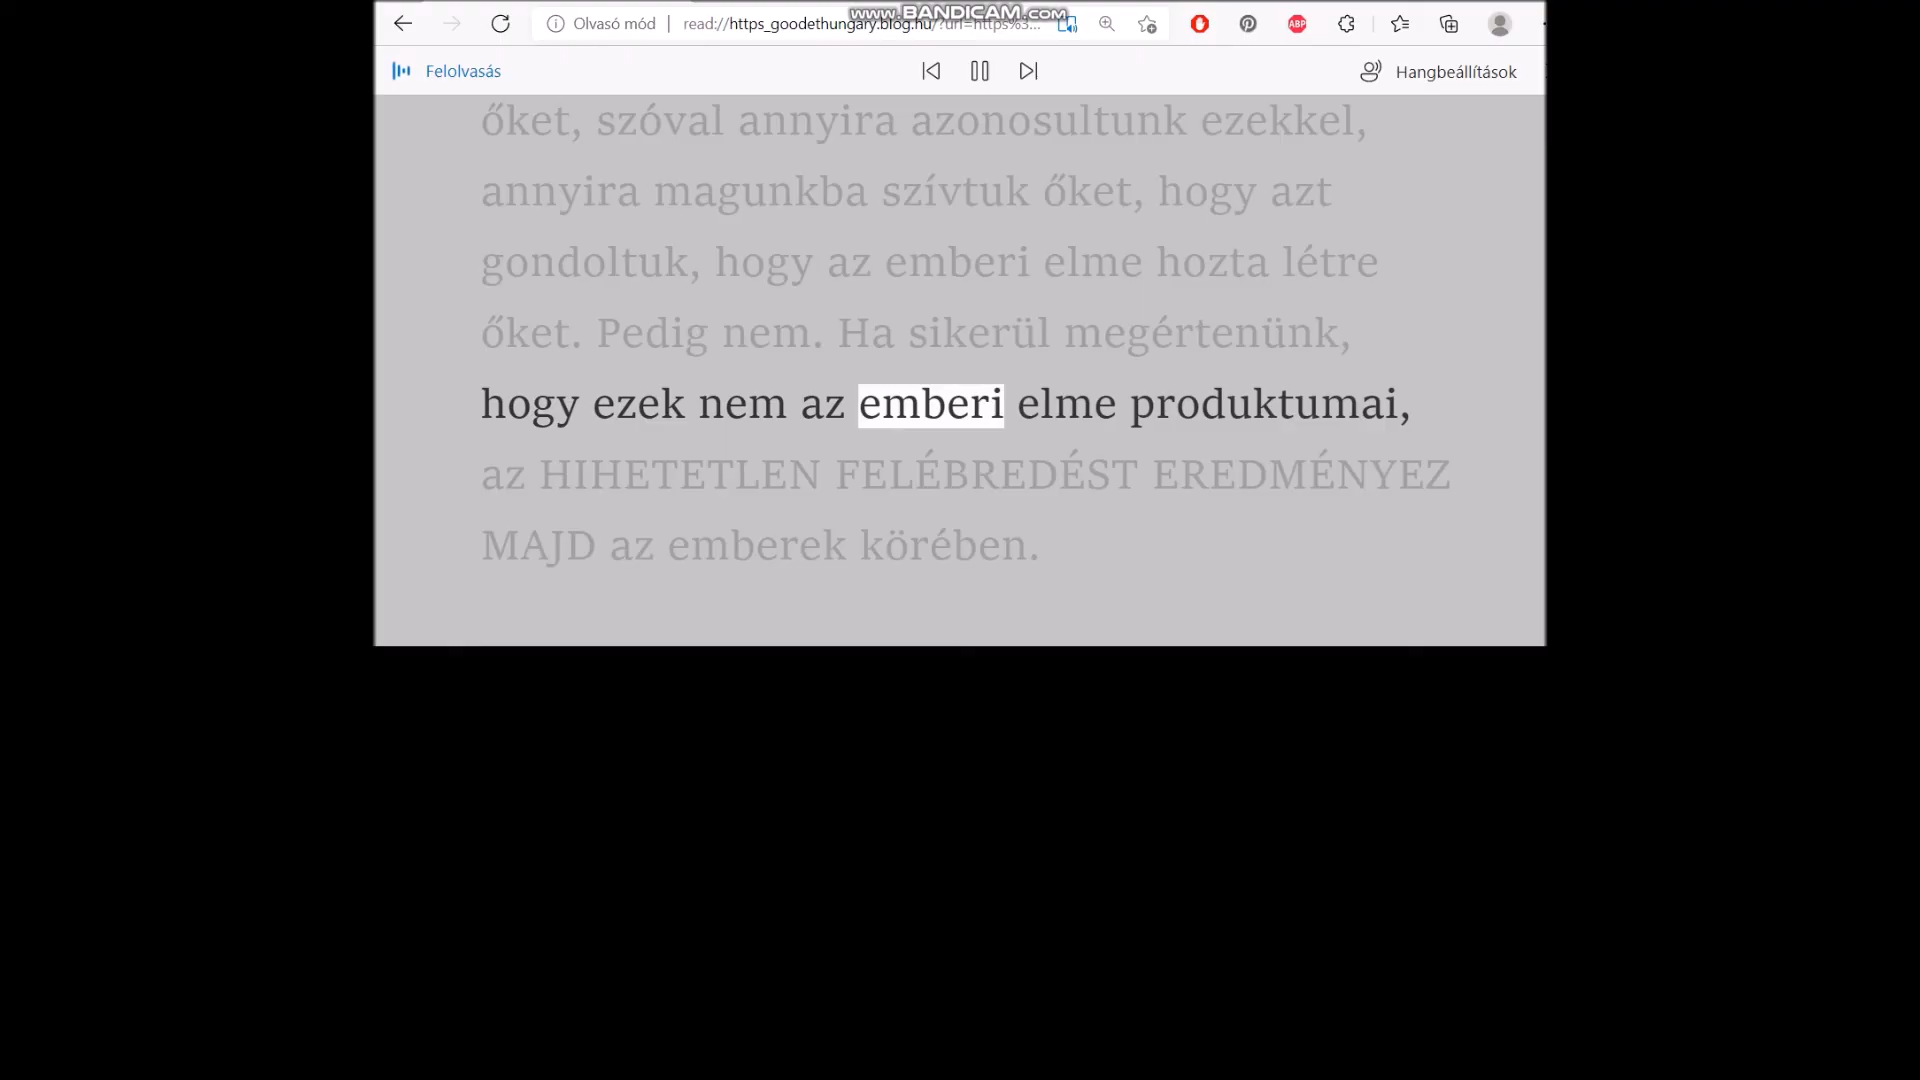 www.BANDICAM.com
Olvasó mód | read://https_goodethungary.blog.hu/?url=https%3...
ABP
Felolvasás
Hangbeállítások
őket, szóval annyira azonosultunk ezekkel,
annyira magunkba szívtuk őket, hogy azt
gondoltuk, hogy az emberi elme hozta létre
őket. Pedig nem. Ha sikerül megértenünk,
hogy ezek nem az emberi elme produktumai,
az HIHETETLEN FELÉBREDÉST EREDMÉNYEZ
MAJD az emberek körében.